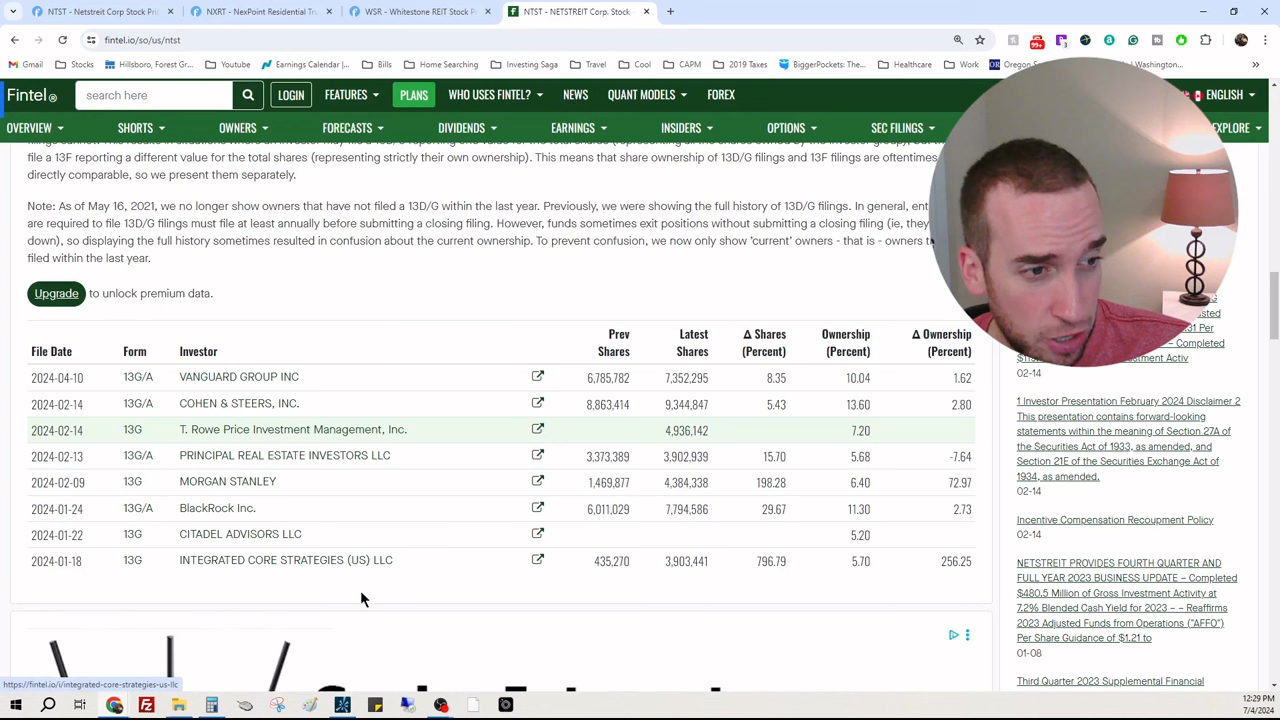 NTST - Netstreit Corp Stock Pric
NXRT - NexPoint Residential Tr
WSR - Whitestone REIT Stock P
NTST - NETSTREIT Corp. Stock
fintel.io/so/us/ntst
99+
3
Gmail
Stocks
Hillsboro, Forest Gr...
Youtube
Earnings Calendar |...
Bills
Home Searching
Investing Saga
Travel
Cool
CAPM
2019 Taxes
BiggerPockets: The...
Healthcare
Work
Oregon
Washington...
Fintel
search here
LOGIN
FEATURES
PLANS
WHO USES FINTEL?
NEWS
QUANT MODELS
FOREX
ENGLISH
OVERVIEW
SHORTS
OWNERS
FORECASTS
DIVIDENDS
EARNINGS
INSIDERS
OPTIONS
SEC FILINGS
EXPLORE
file a 13F reporting a different value for the total shares (representing strictly their own ownership). This means that share ownership of 13D/G filings and 13F filings are oftentimes
directly comparable, so we present them separately.
Note: As of May 16, 2021, we no longer show owners that have not filed a 13D/G within the last year. Previously, we were showing the full history of 13D/G filings. In general, ent
are required to file 13D/G filings must file at least annually before submitting a closing filing. However, funds sometimes exit positions without submitting a closing filing (ie, they
down), so displaying the full history sometimes resulted in confusion about the current ownership. To prevent confusion, we now only show 'current' owners - that is - owners
filed within the last year.
Upgrade to unlock premium data.
File Date Form Investor Prev Shares Latest Shares Δ Shares (Percent) Ownership (Percent) Δ Ownership (Percent)
2024-04-10 13G/A VANGUARD GROUP INC 6,785,782 7,352,295 8.35 10.04 1.62
2024-02-14 13G/A COHEN & STEERS, INC. 8,863,414 9,344,847 5.43 13.60 2.80
2024-02-14 13G T. Rowe Price Investment Management, Inc. 4,936,142 7.20
2024-02-13 13G/A PRINCIPAL REAL ESTATE INVESTORS LLC 3,373,389 3,902,939 15.70 5.68 -7.64
2024-02-09 13G MORGAN STANLEY 1,469,877 4,384,338 198.28 6.40 72.97
2024-01-24 13G/A BlackRock Inc. 6,011,029 7,794,586 29.67 11.30 2.73
2024-01-22 13G CITADEL ADVISORS LLC 5.20
2024-01-18 13G INTEGRATED CORE STRATEGIES (US) LLC 435,270 3,903,441 796.79 5.70 256.25
31 Per
Completed
estment Activ
02-14
1 Investor Presentation February 2024 Disclaimer 2
This presentation contains forward-looking
statements within the meaning of Section 27A of
the Securities Act of 1933, as amended, and
Section 21E of the Securities Exchange Act of
1934, as amended.
02-14
Incentive Compensation Recoupment Policy
02-14
NETSTREIT PROVIDES FOURTH QUARTER AND
FULL YEAR 2023 BUSINESS UPDATE – Completed
$480.5 Million of Gross Investment Activity at
7.2% Blended Cash Yield for 2023 – – Reaffirms
2023 Adjusted Funds from Operations ("AFFO")
Per Share Guidance of $1.21 to
01-08
Third Quarter 2023 Supplemental Financial
https://fintel.io/i/integrated-core-strategies-us-llc
12:29 PM
7/4/2024